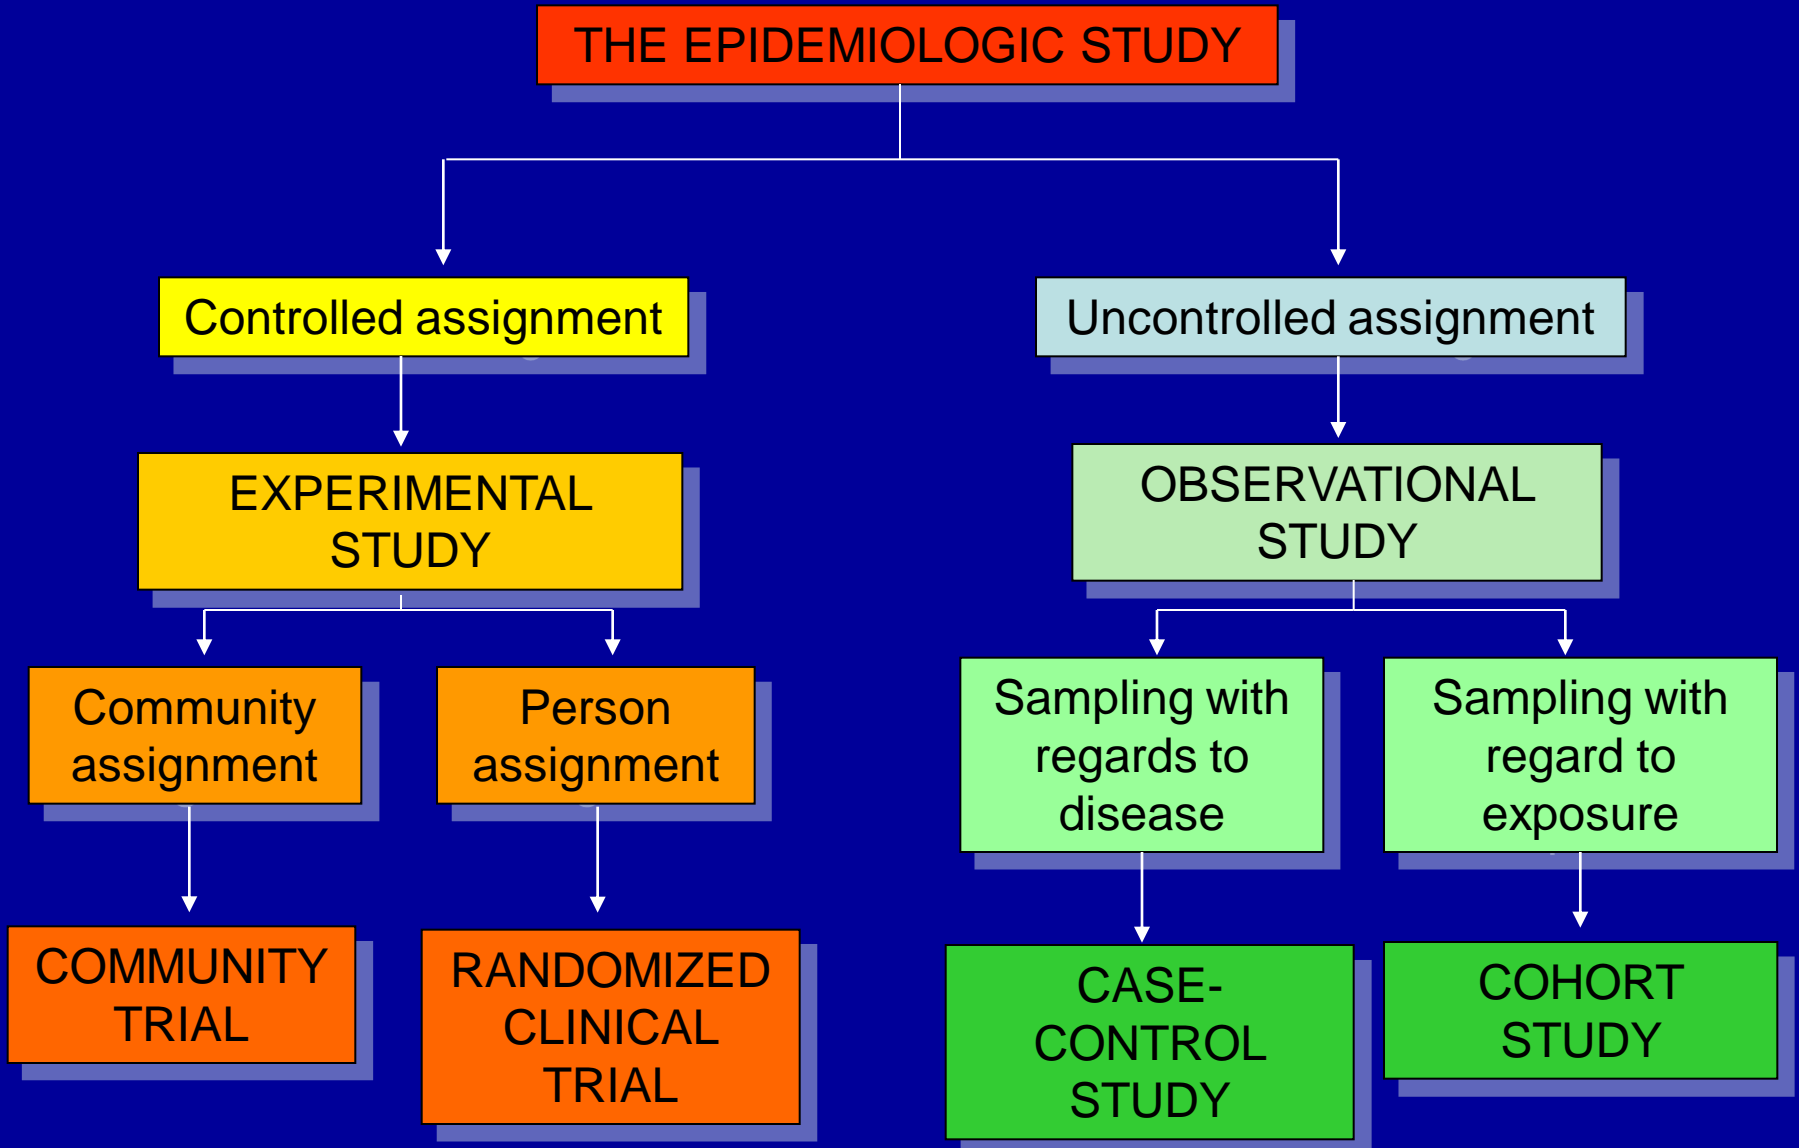 THE EPIDEMIOLOGIC STUDY
Controlled assignment
Uncontrolled assignment
EXPERIMENTAL
STUDY
OBSERVATIONAL
STUDY
Community
assignment
Person
assignment
Sampling with
regards to
disease
Sampling with
regard to
exposure
COMMUNITY
TRIAL
RANDOMIZED
CLINICAL
TRIAL
CASE-
CONTROL
STUDY
COHORT
STUDY